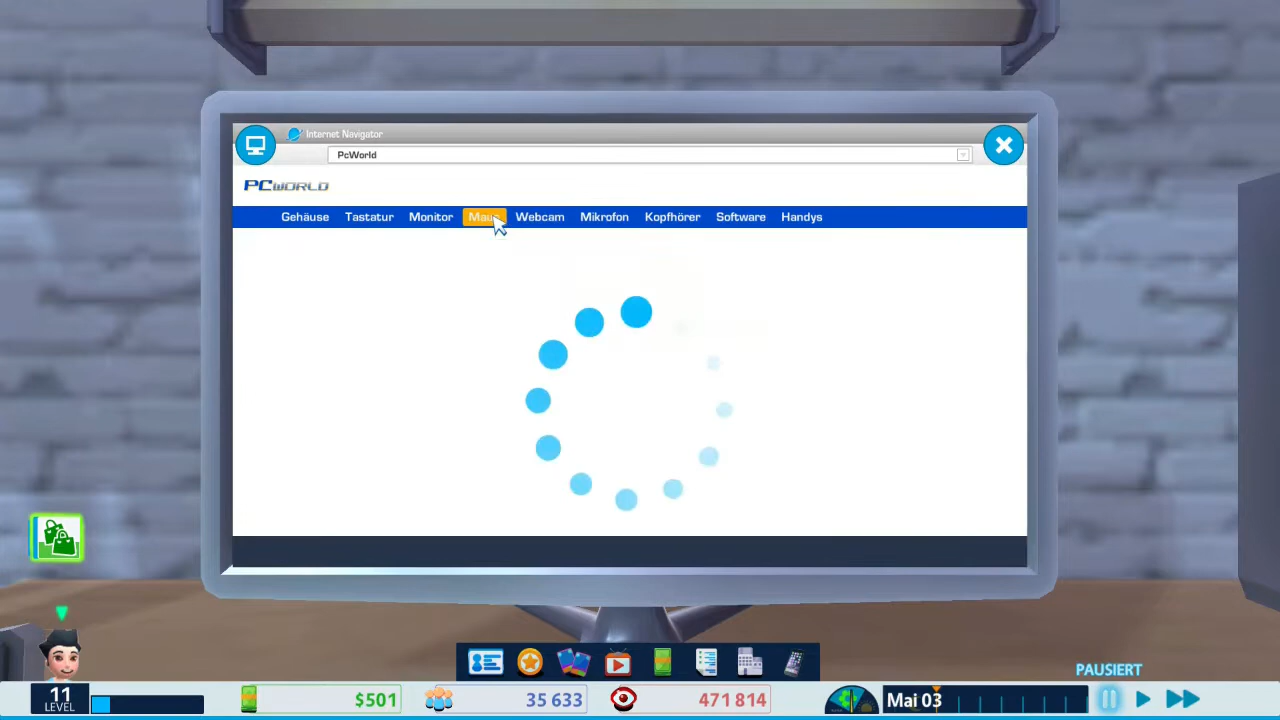 Internet Navigator
PcWorld
PCWORLD
Gehäuse Tastatur Monitor Maus Webcam Mikrofon Kopfhörer Software Handys
PAUSIERT
11
LEVEL
$501 35 633 471 814 Mai 03